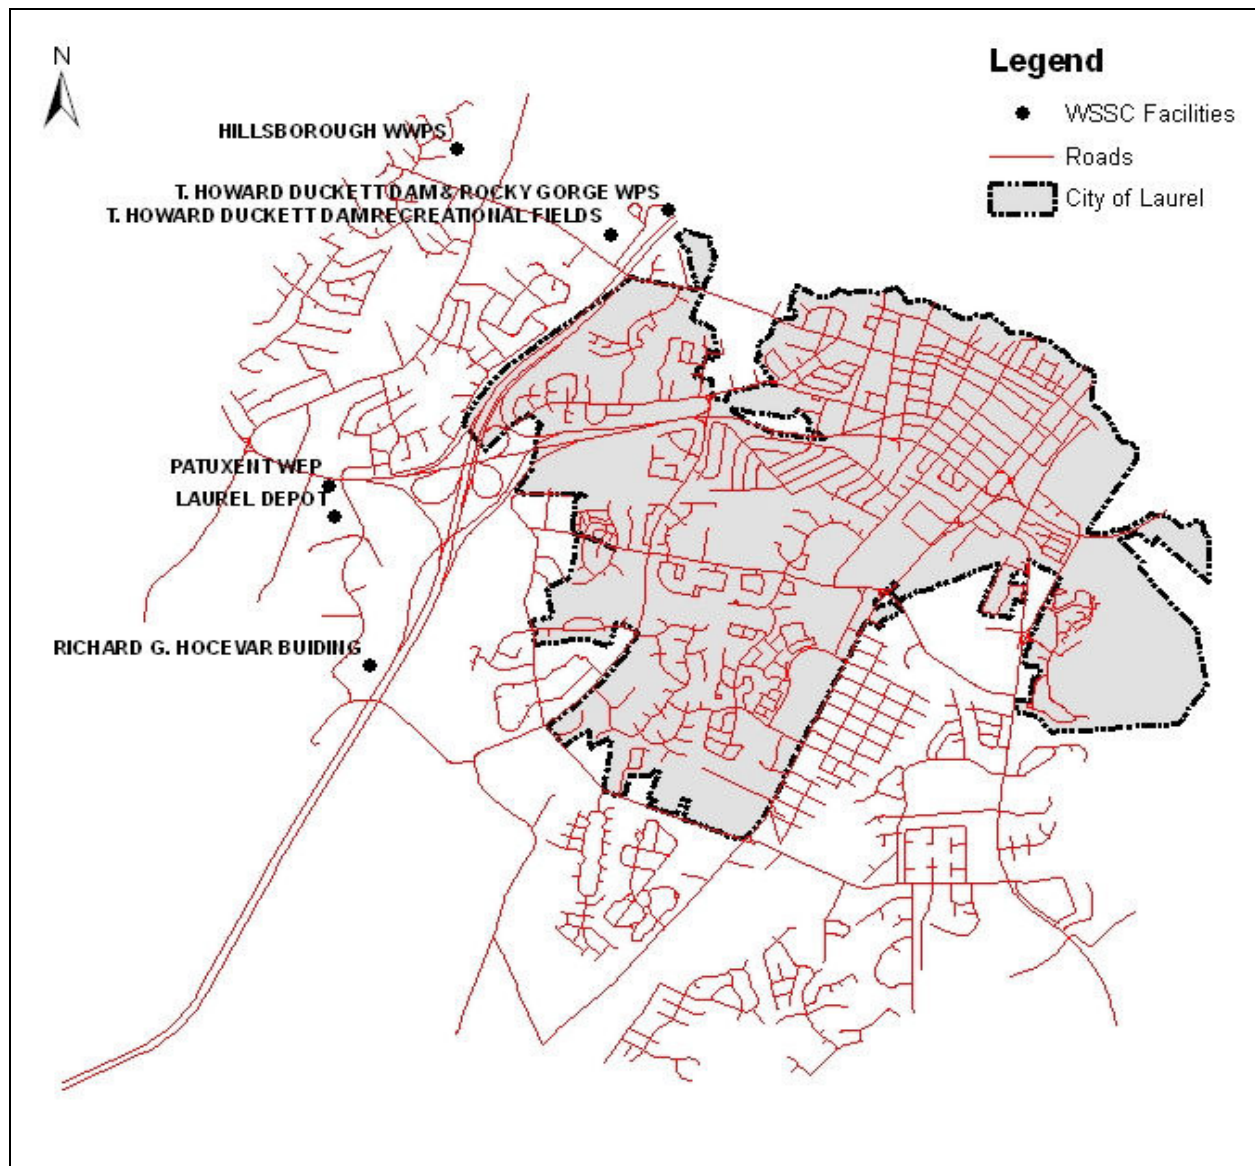 N
Legend
WSSC Facilities
Roads
City of Laurel
HILLSBOROUGH WWPS
T. HOWARD DUCKETT DAM & ROCKY GORGE WPS
T. HOWARD DUCKETT DAM RECREATIONAL FIELDS
PATUXENT WFP
LAUREL DEPOT
RICHARD G. HOCEVAR BUIDING